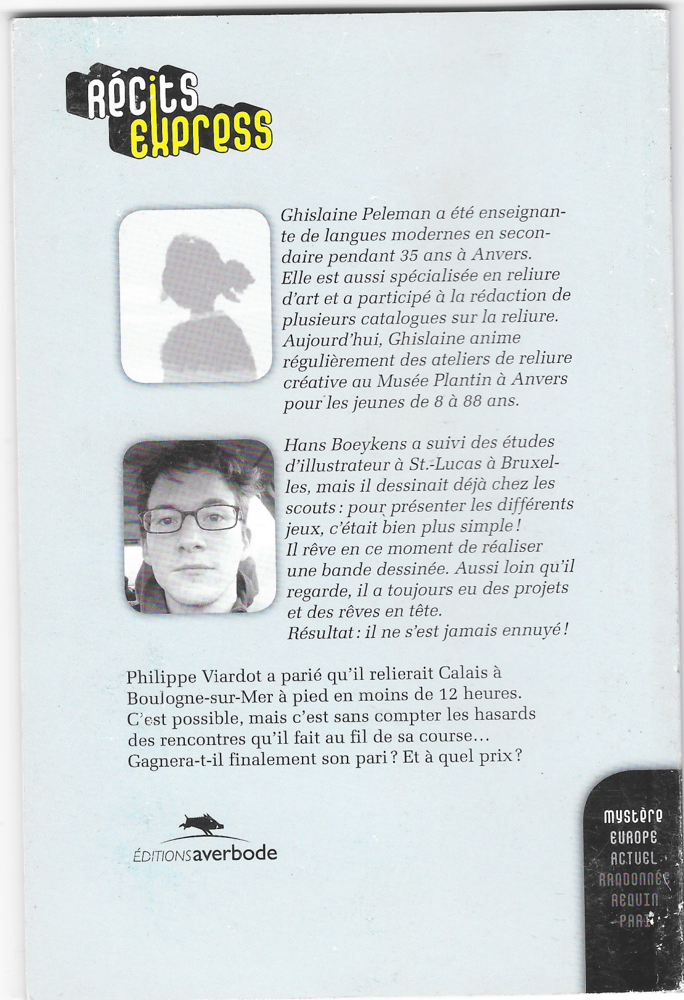 Récits
express
Ghislaine Peleman a été enseignan-
te de langues modernes en secon-
daire pendant 35 ans à Anvers.
Elle est aussi spécialisée en reliure
d'art et a participé à la rédaction de
plusieurs catalogues sur la reliure.
Aujourd'hui, Ghislaine anime
régulièrement des ateliers de reliure
créative au Musée Plantin à Anvers
pour les jeunes de 8 à 88 ans.
Hans Boeykens a suivi des études
d'illustrateur à St.-Lucas à Bruxel-
les, mais il dessinait déjà chez les
scouts : pour présenter les différents
jeux, c'était bien plus simple !
Il rêve en ce moment de réaliser
une bande dessinée. Aussi loin qu'il
regarde, il a toujours eu des projets
et des rêves en tête.
Résultat : il ne s'est jamais ennuyé !
Philippe Viardot a parié qu'il relierait Calais à
Boulogne-sur-Mer à pied en moins de 12 heures.
C'est possible, mais c'est sans compter les hasards
des rencontres qu'il fait au fil de sa course...
Gagnera-t-il finalement son pari ? Et à quel prix ?
ÉDITIONS averbode
mystère
EUROPE
ACTUEL
RANDONNÉE
REQUIN
PARI